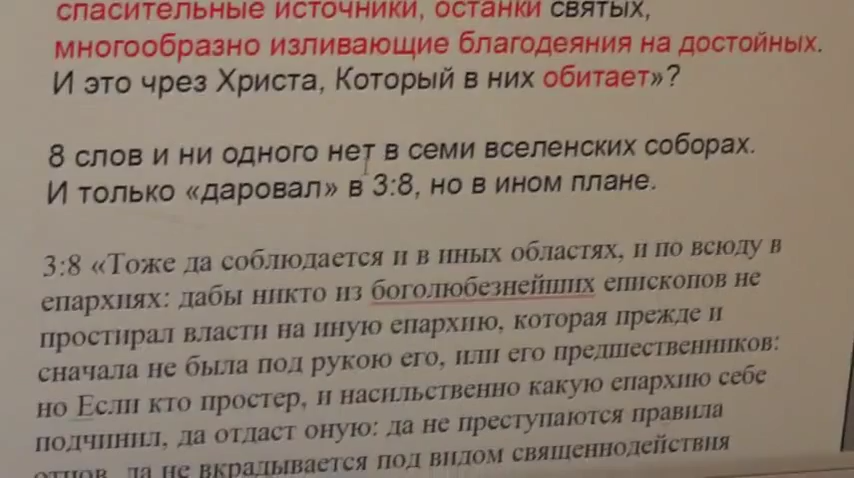 спасительные источники, останки святых,
многообразно изливающие благодеяния на достойных.
И это чрез Христа, Который в них обитает»?
8 слов и ни одного нет в семи вселенских соборах.
И только «даровал» в 3:8, но в ином плане.
3:8 «Тоже да соблюдается и в иных областях, и по всюду в
епархиях: дабы никто из боголюбезнейших епископов не
простирал власти на иную епархию, которая прежде и
сначала не была под рукою его, или его предшественников:
но Если кто простер, и насильственно какую епархию себе
подчинил, да отдаст оную: да не преступаются правила
отцов, да не вкрадывается под видом священнодействия